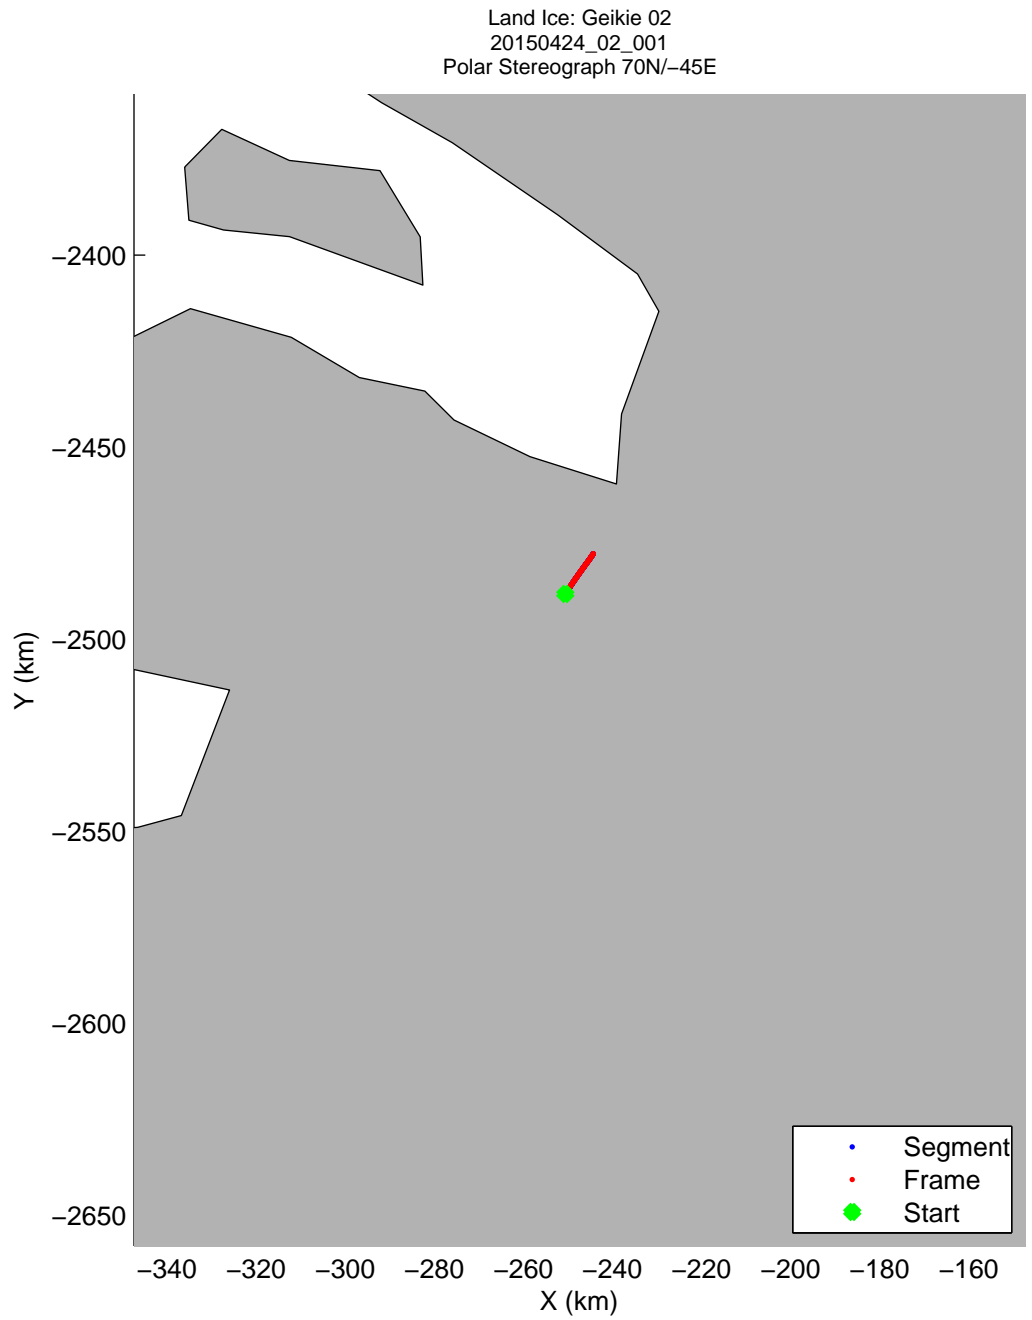 Land Ice: Geikie 02
20150424_02_001
Polar Stereograph 70N/−45E
−2400
−2450
−2500
−2550
−2600
−2650
Y (km)
−340 −320 −300 −280 −260 −240 −220 −200 −180 −160
X (km)
Segment
Frame
Start